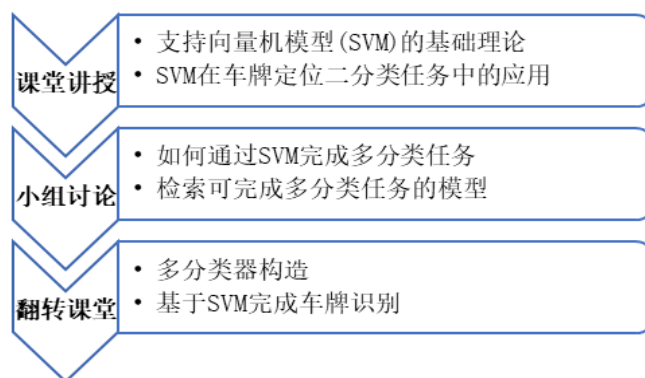 课堂讲授
• 支持向量机模型(SVM)的基础理论
• SVM在车牌定位二分类任务中的应用
小组讨论
• 如何通过SVM完成多分类任务
• 检索可完成多分类任务的模型
翻转课堂
• 多分类器构造
• 基于SVM完成车牌识别